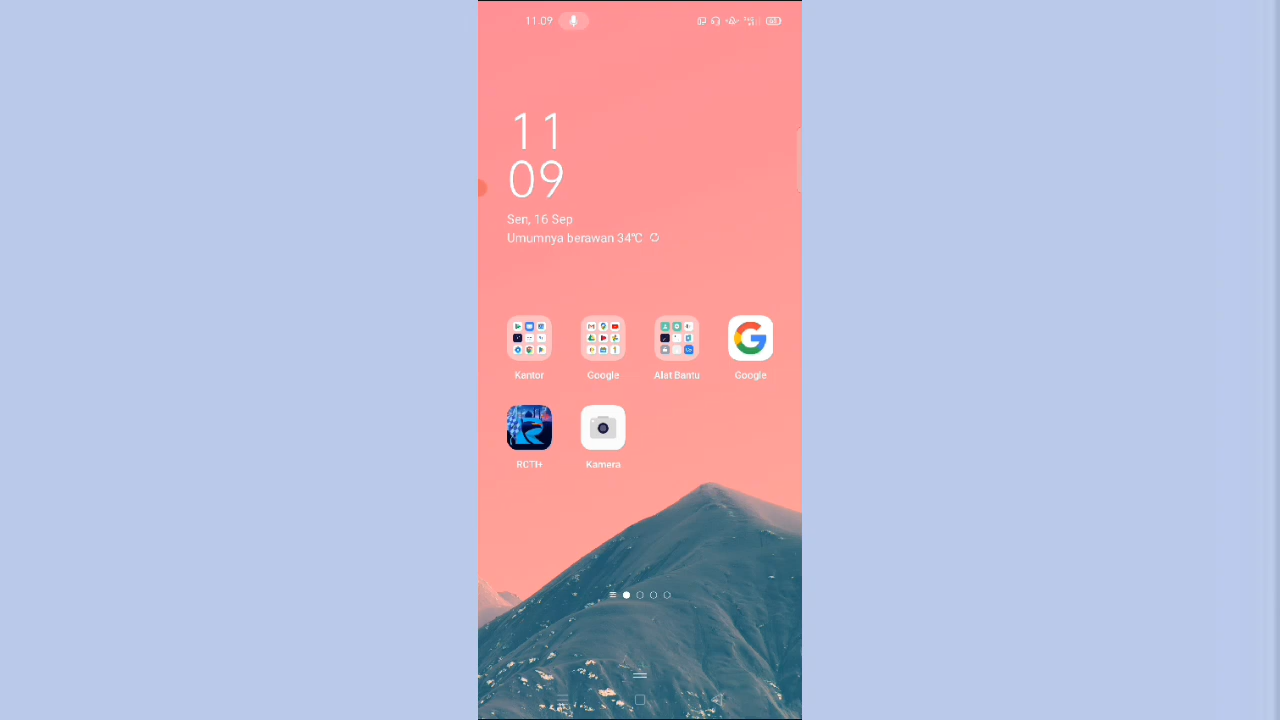 11.09
11
09
Sen, 16 Sep
Umumnya berawan 34°C
Kantor
Google
Alat Bantu
Google
RCTI+
Kamera